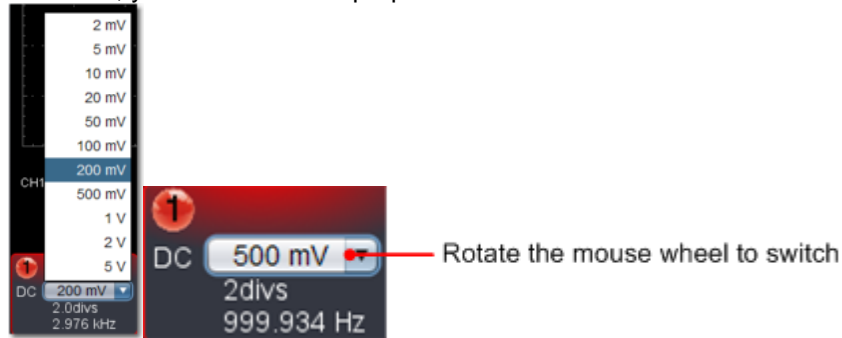 2 mV
5 mV
10 mV
20 mV
50 mV
100 mV
200 mV
CH1
500 mV
1 V
2 V
5 V
1
DC 200 mV
2.0divs
2.976 kHz
1
DC 500 mV
2divs
999.934 Hz
Rotate the mouse wheel to switch